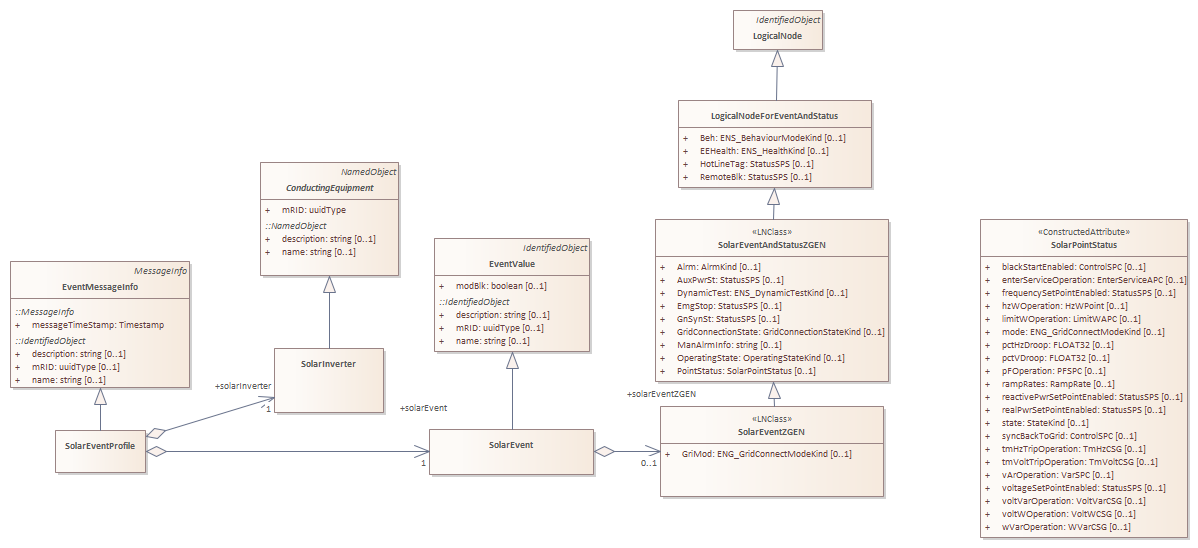 IdentifiedObject
LogicalNode
LogicalNodeForEventAndStatus
+ Beh: ENS_BehaviourModeKind [0..1]
+ EEHealth: ENS_HealthKind [0..1]
+ HotLineTag: StatusSPS [0..1]
+ RemoteBlk: StatusSPS [0..1]
NamedObject
ConductingEquipment
+ mRID: uuidType
::NamedObject
+ description: string [0..1]
+ name: string [0..1]
IdentifiedObject
EventValue
+ modBlk: boolean [0..1]
::IdentifiedObject
+ description: string [0..1]
+ mRID: uuidType [0..1]
+ name: string [0..1]
MessageInfo
EventMessageInfo
::MessageInfo
+ messageTimeStamp: Timestamp
::IdentifiedObject
+ description: string [0..1]
+ mRID: uuidType [0..1]
+ name: string [0..1]
«LNClass»
SolarEventAndStatusZGEN
+ Alrm: AlrmKind [0..1]
+ AuxPwrSt: StatusSPS [0..1]
+ DynamicTest: ENS_DynamicTestKind [0..1]
+ EmgStop: StatusSPS [0..1]
+ GnSynSt: StatusSPS [0..1]
+ GridConnectionState: GridConnectionStateKind [0..1]
+ ManAlrmInfo: string [0..1]
+ OperatingState: OperatingStateKind [0..1]
+ PointStatus: SolarPointStatus [0..1]
«ConstructedAttribute»
SolarPointStatus
+ blackStartEnabled: ControlSPC [0..1]
+ enterServiceOperation: EnterServiceAPC [0..1]
+ frequencySetPointEnabled: StatusSPS [0..1]
+ hzWOperation: HzWPoint [0..1]
+ limitWOperation: LimitWAPC [0..1]
+ mode: ENG_GridConnectModeKind [0..1]
+ pctHzDroop: FLOAT32 [0..1]
+ pctVDroop: FLOAT32 [0..1]
+ pFOperation: PFSPC [0..1]
+ rampRates: RampRate [0..1]
+ reactivePwrSetPointEnabled: StatusSPS [0..1]
+ realPwrSetPointEnabled: StatusSPS [0..1]
+ state: StateKind [0..1]
+ syncBackToGrid: ControlSPC [0..1]
+ tmHzTripOperation: TmHzCSG [0..1]
+ tmVoltTripOperation: TmVoltCSG [0..1]
+ vArOperation: VarSPC [0..1]
+ voltageSetPointEnabled: StatusSPS [0..1]
+ voltVarOperation: VoltVarCSG [0..1]
+ voltWOperation: VoltWCSG [0..1]
+ wVarOperation: WVarCSG [0..1]
SolarInverter
+solarInverter
1
SolarEventProfile
+solarEvent
1
SolarEvent
+solarEventZGEN
0..1
«LNClass»
SolarEventZGEN
+ GriMod: ENG_GridConnectModeKind [0..1]